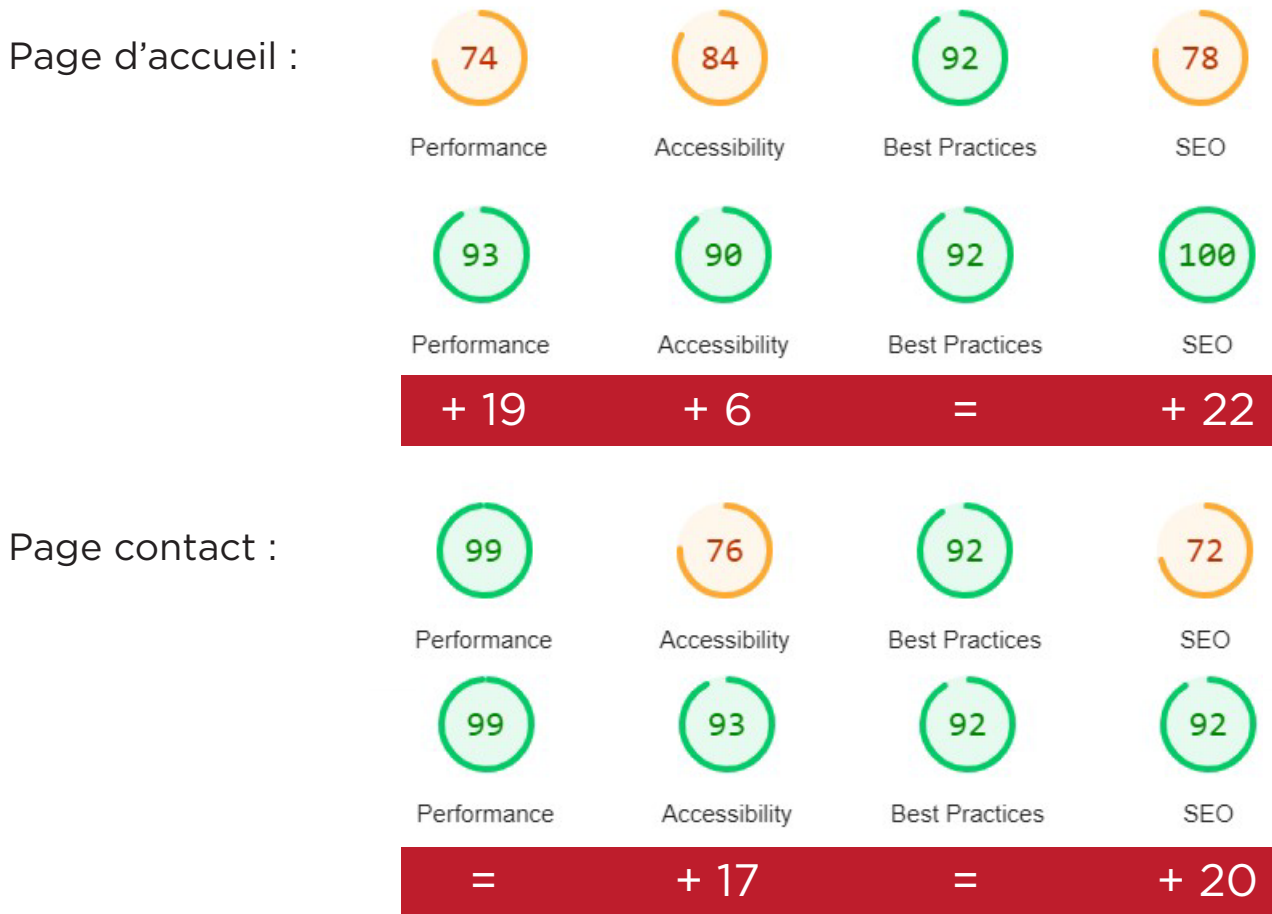 Page d’accueil :
74 84 92 78
Performance Accessibility Best Practices SEO
93 90 92 100
Performance Accessibility Best Practices SEO
+ 19 + 6 = + 22
Page contact :
99 76 92 72
Performance Accessibility Best Practices SEO
99 93 92 92
Performance Accessibility Best Practices SEO
= + 17 = + 20